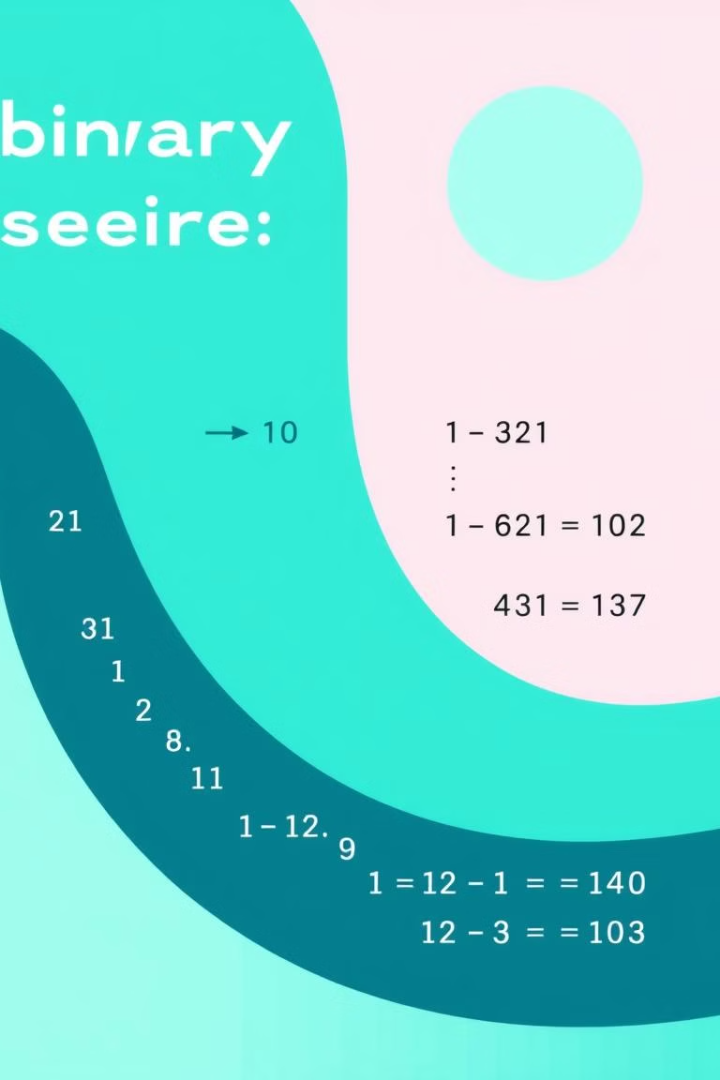 bin/ary
seeire:
→ 10
1 – 321
⋮
1 – 621 = 102
431 = 137
21
31
1
2
8.
11
1 – 12.
9
1 = 12 – 1 = = 140
12 – 3 = = 103